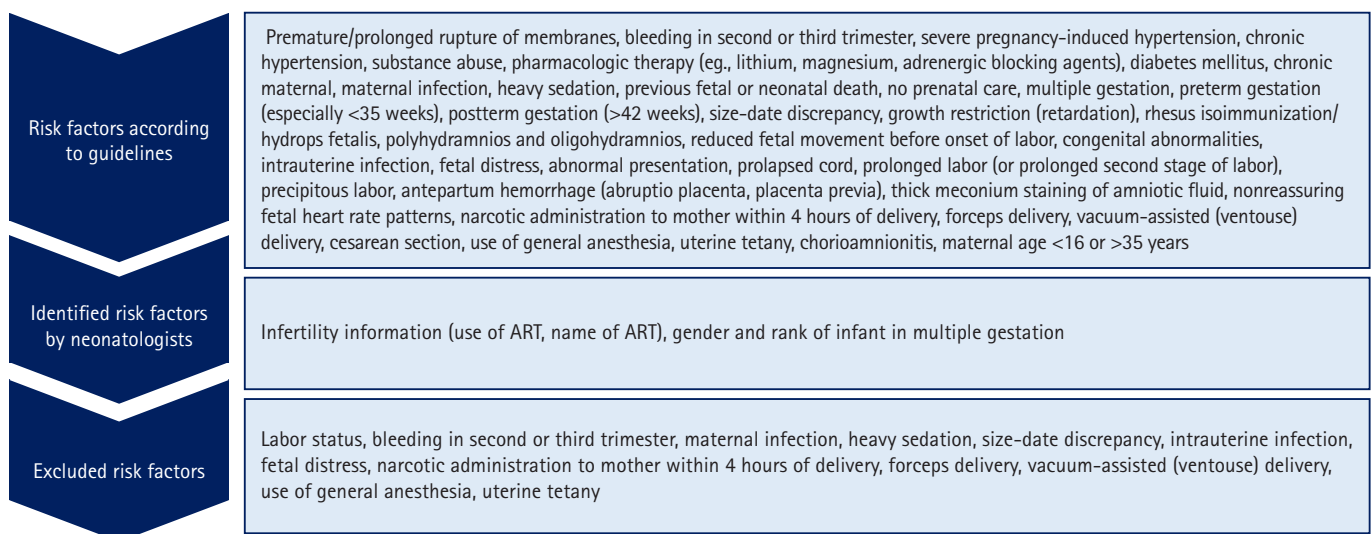 Risk factors according
to guidelines
Premature/prolonged rupture of membranes, bleeding in second or third trimester, severe pregnancy-induced hypertension, chronic
hypertension, substance abuse, pharmacologic therapy (eg., lithium, magnesium, adrenergic blocking agents), diabetes mellitus, chronic
maternal, maternal infection, heavy sedation, previous fetal or neonatal death, no prenatal care, multiple gestation, preterm gestation
(especially <35 weeks), postterm gestation (>42 weeks), size-date discrepancy, growth restriction (retardation), rhesus isoimmunization/
hydrops fetalis, polyhydramnios and oligohydramnios, reduced fetal movement before onset of labor, congenital abnormalities,
intrauterine infection, fetal distress, abnormal presentation, prolapsed cord, prolonged labor (or prolonged second stage of labor),
precipitous labor, antepartum hemorrhage (abruptio placenta, placenta previa), thick meconium staining of amniotic fluid, nonreassuring
fetal heart rate patterns, narcotic administration to mother within 4 hours of delivery, forceps delivery, vacuum-assisted (ventouse)
delivery, cesarean section, use of general anesthesia, uterine tetany, chorioamnionitis, maternal age <16 or >35 years
Identified risk factors
by neonatologists
Infertility information (use of ART, name of ART), gender and rank of infant in multiple gestation
Excluded risk factors
Labor status, bleeding in second or third trimester, maternal infection, heavy sedation, size-date discrepancy, intrauterine infection,
fetal distress, narcotic administration to mother within 4 hours of delivery, forceps delivery, vacuum-assisted (ventouse) delivery,
use of general anesthesia, uterine tetany